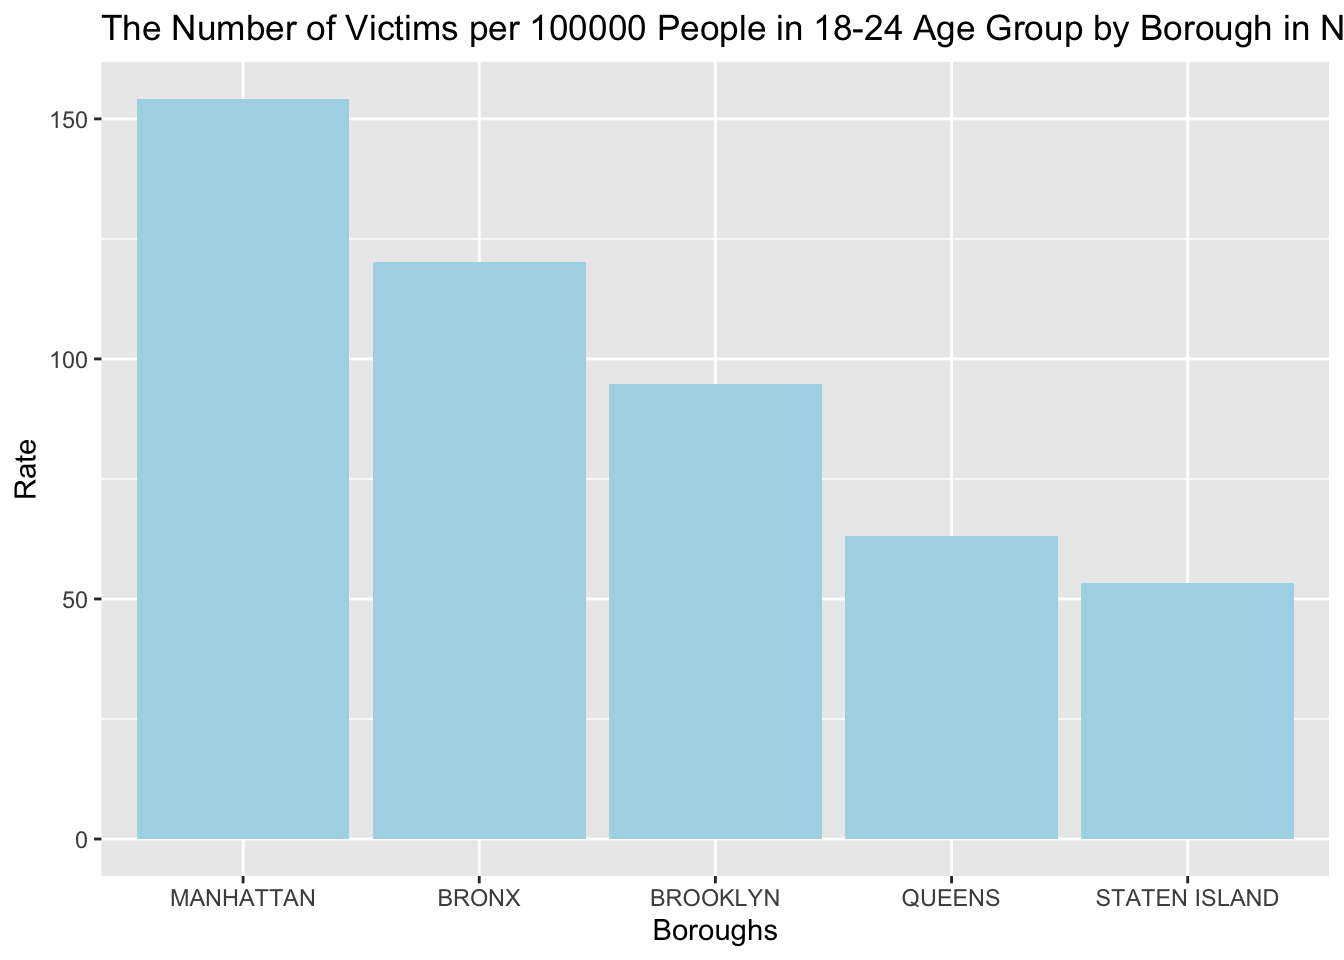 The Number of Victims per 100000 People in 18-24 Age Group by Borough in N
150
100
50
0
Rate
MANHATTAN BRONX BROOKLYN QUEENS STATEN ISLAND
Boroughs